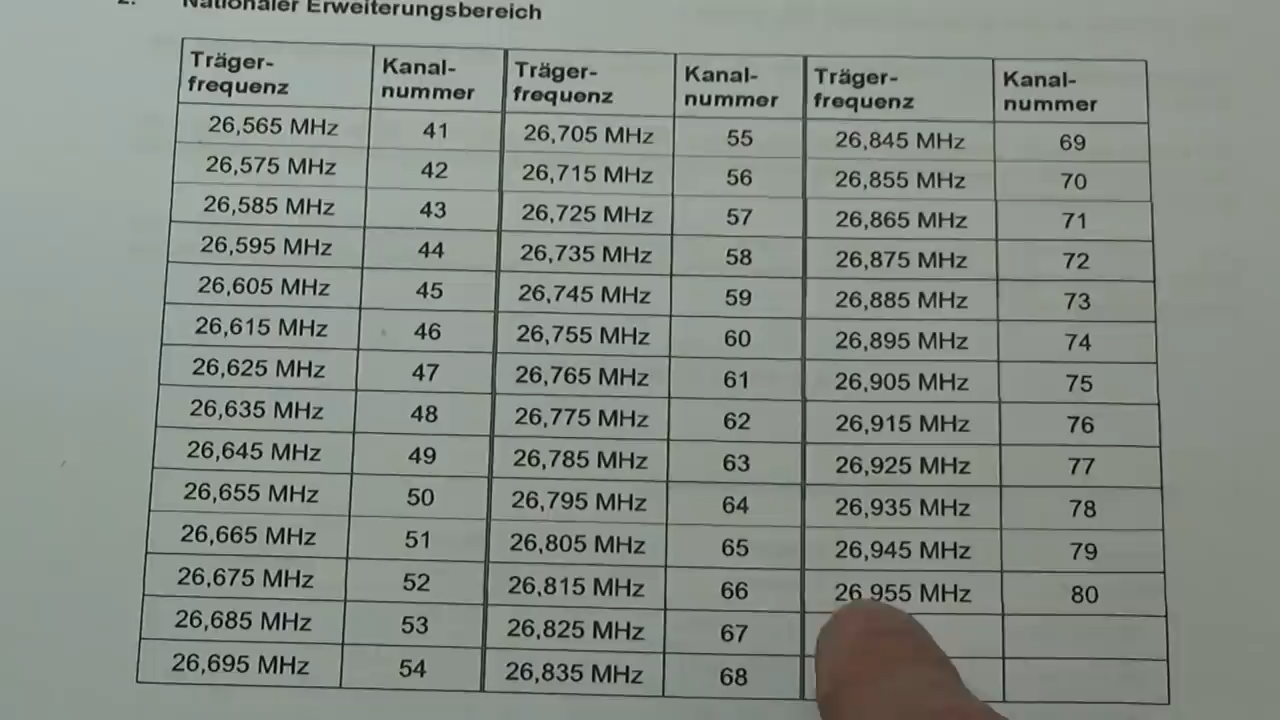 2. Nationaler Erweiterungsbereich
Träger- Kanal- Träger- Kanal- Träger- Kanal-
frequenz nummer frequenz nummer frequenz nummer
26,565 MHz 41 26,705 MHz 55 26,845 MHz 69
26,575 MHz 42 26,715 MHz 56 26,855 MHz 70
26,585 MHz 43 26,725 MHz 57 26,865 MHz 71
26,595 MHz 44 26,735 MHz 58 26,875 MHz 72
26,605 MHz 45 26,745 MHz 59 26,885 MHz 73
26,615 MHz 46 26,755 MHz 60 26,895 MHz 74
26,625 MHz 47 26,765 MHz 61 26,905 MHz 75
26,635 MHz 48 26,775 MHz 62 26,915 MHz 76
26,645 MHz 49 26,785 MHz 63 26,925 MHz 77
26,655 MHz 50 26,795 MHz 64 26,935 MHz 78
26,665 MHz 51 26,805 MHz 65 26,945 MHz 79
26,675 MHz 52 26,815 MHz 66 26,955 MHz 80
26,685 MHz 53 26,825 MHz 67
26,695 MHz 54 26,835 MHz 68